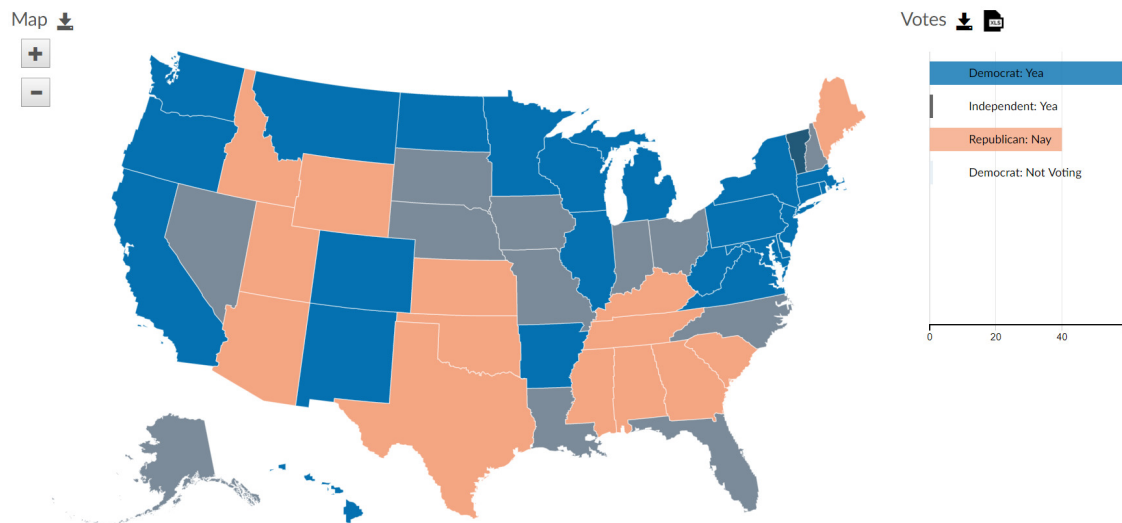 Map
+
-
Votes
XLS
Democrat: Yea
Independent: Yea
Republican: Nay
Democrat: Not Voting
0 20 40